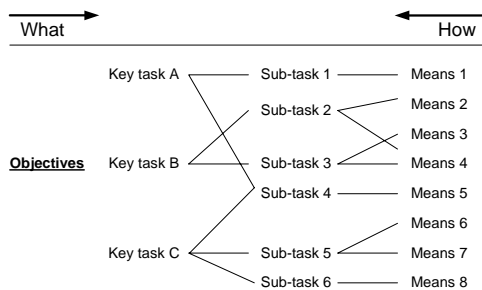 What How
Key task A Sub-task 1 Means 1
Sub-task 2 Means 2
Means 3
Objectives Key task B Sub-task 3 Means 4
Sub-task 4 Means 5
Means 6
Key task C Sub-task 5 Means 7
Sub-task 6 Means 8